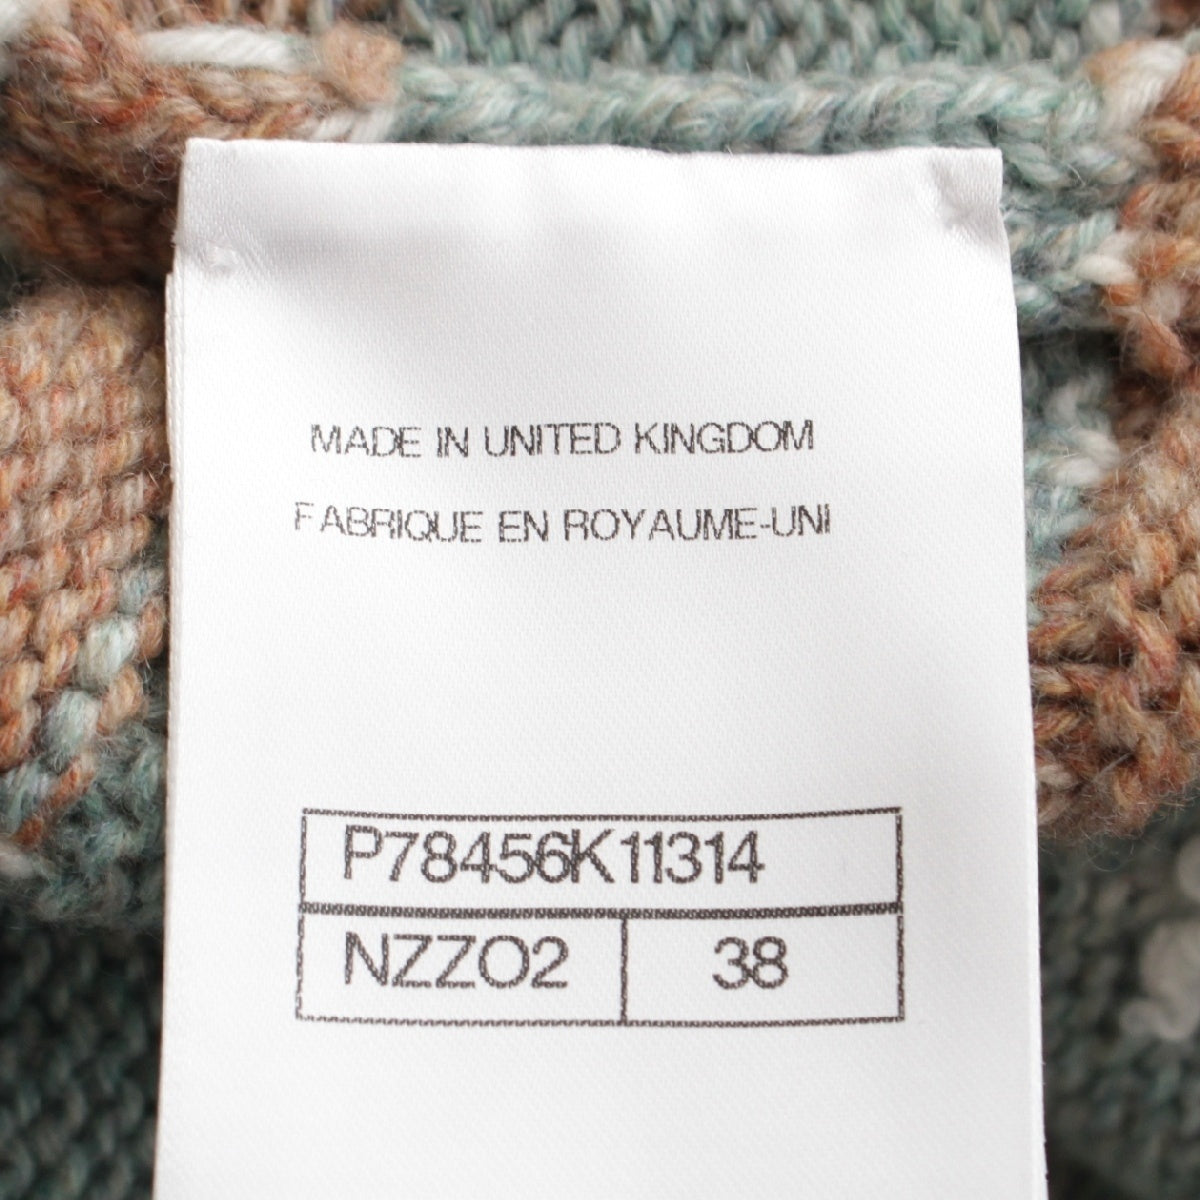 MADE IN UNITED KINGDOM
FABRIQUE EN ROYAUME-UNI
P78456K11314
NZZO2 38